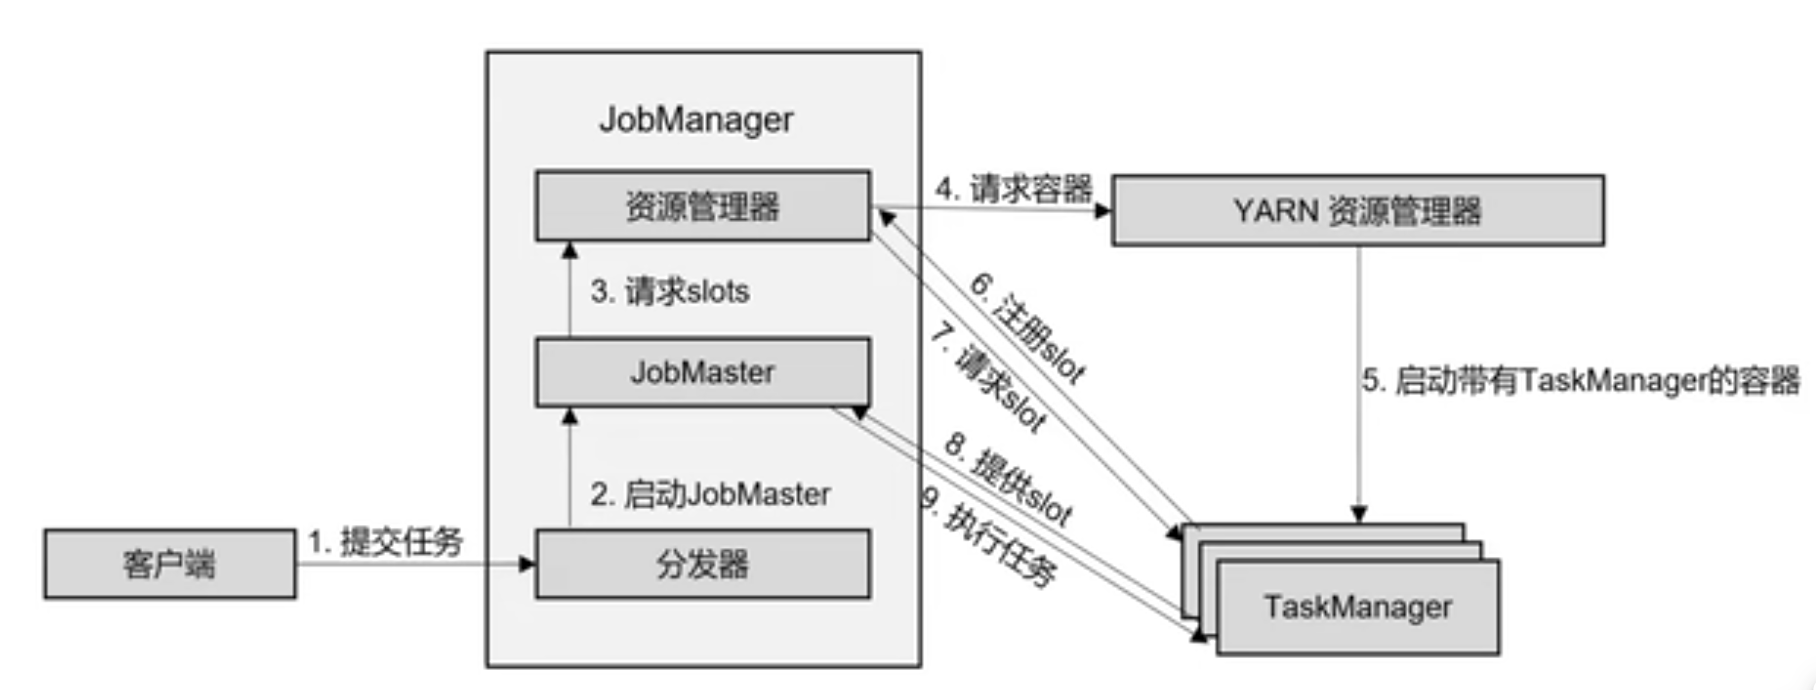 JobManager
资源管理器
4. 请求容器
YARN 资源管理器
3. 请求slots
6. 注册slot
7. 请求slot
JobMaster
5. 启动带有TaskManager的容器
8. 提供slot
2. 启动JobMaster
9. 执行任务
客户端
1. 提交任务
分发器
TaskManager